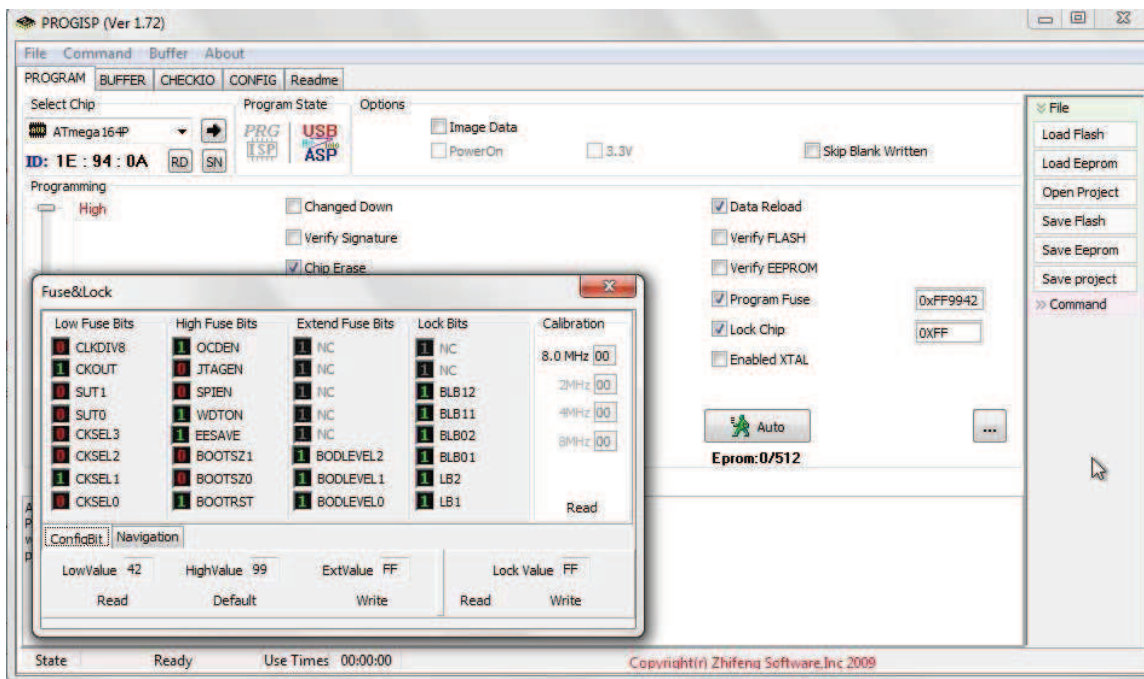 PROGISP (Ver 1.72)
File Command Buffer About
PROGRAM BUFFER CHECKIO CONFIG Readme
Select Chip Program State Options
ATmega164P PRG ISP USB ASP Image Data
PowerOn 3.3V Skip Blank Written
ID: 1E : 94 : 0A RD SN
Programming
High Changed Down Data Reload
Verify Signature Verify FLASH
Chip Erase Verify EEPROM
Program Fuse 0xFF9942
Lock Chip 0XFF
Enabled XTAL
Auto ...
Eprom:0/512
File
Load Flash
Load Eeprom
Open Project
Save Flash
Save Eeprom
Save project
Command
Fuse&Lock
Low Fuse Bits High Fuse Bits Extend Fuse Bits Lock Bits Calibration
0 CLKDIV8 1 OCDEN 1 NC 1 NC 8.0 MHz 00
1 CKOUT 0 JTAGEN 1 NC 1 NC
0 SUT1 0 SPIEN 1 NC 1 BLB12 2MHz 00
0 SUT0 1 WDTON 1 NC 1 BLB11 4MHz 00
0 CKSEL3 1 EESAVE 1 NC 1 BLB02 8MHz 00
0 CKSEL2 0 BOOTSZ1 1 BODLEVEL2 1 BLB01
1 CKSEL1 0 BOOTSZ0 1 BODLEVEL1 1 LB2
0 CKSEL0 1 BOOTRST 1 BODLEVEL0 1 LB1 Read
ConfigBit Navigation
LowValue 42 HighValue 99 ExtValue FF Lock Value FF
Read Default Write Read Write
State Ready Use Times 00:00:00 Copyright(r) Zhifeng Software,Inc 2009